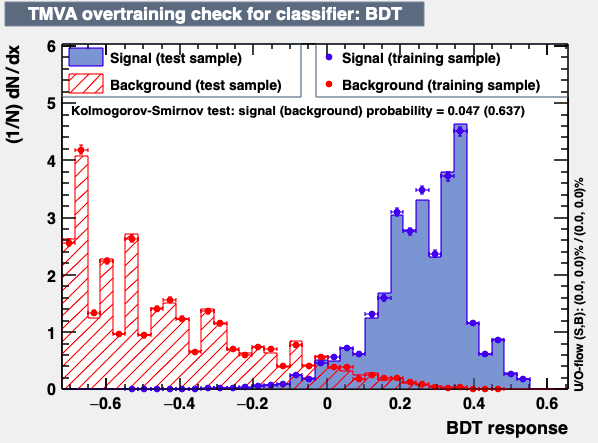 TMVA overtraining check for classifier: BDT
(1/N) dN / dx
Signal (test sample)
Background (test sample)
Signal (training sample)
Background (training sample)
Kolmogorov-Smirnov test: signal (background) probability = 0.047 (0.637)
6
5
4
3
2
1
0
−0.6 −0.4 −0.2 0 0.2 0.4 0.6
BDT response
U/O-flow (S,B): (0.0, 0.0)% / (0.0, 0.0)%